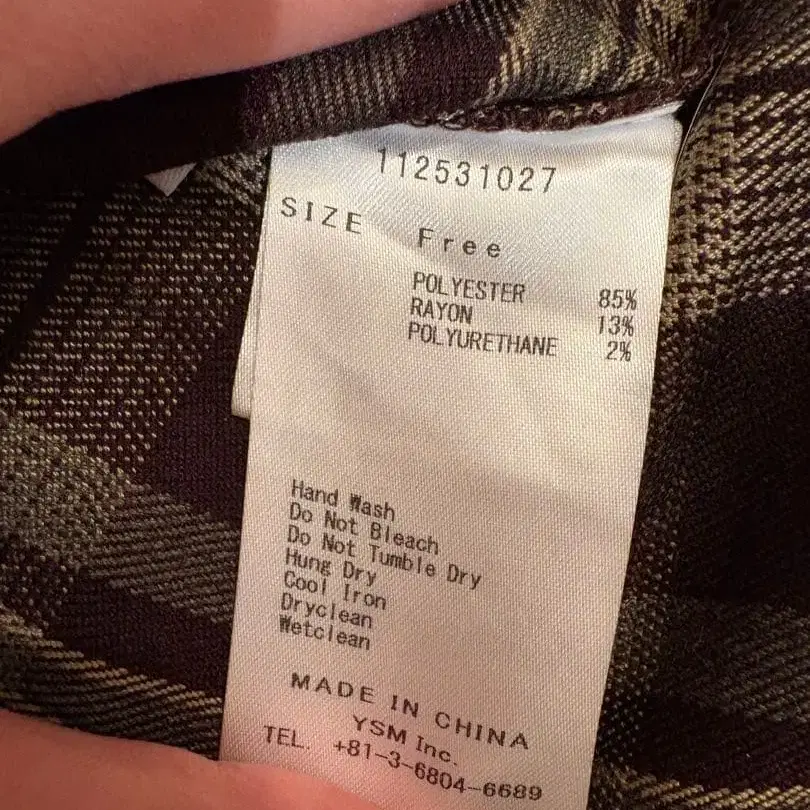 112531027
SIZE Free
POLYESTER 85%
RAYON 13%
POLYURETHANE 2%
Hand Wash
Do Not Bleach
Do Not Tumble Dry
Hung Dry
Cool Iron
Dryclean
Wetclean
MADE IN CHINA
YSM Inc.
TEL. +81-3-6804-6689